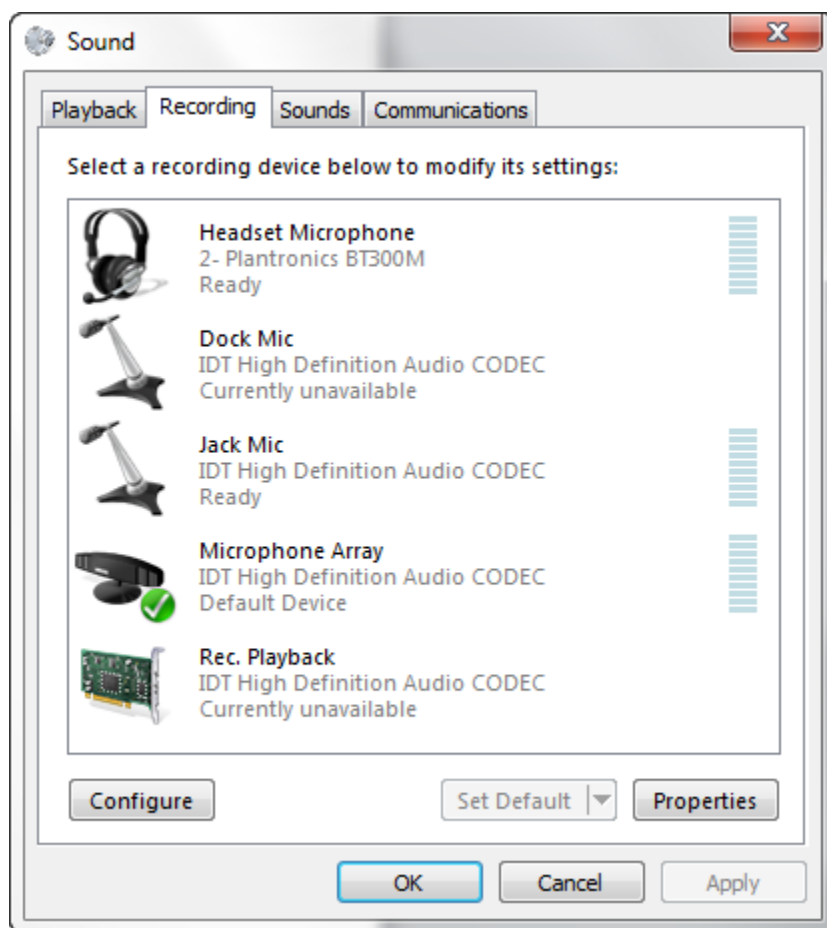 Sound
Playback Recording Sounds Communications
Select a recording device below to modify its settings:
Headset Microphone
2- Plantronics BT300M
Ready
Dock Mic
IDT High Definition Audio CODEC
Currently unavailable
Jack Mic
IDT High Definition Audio CODEC
Ready
Microphone Array
IDT High Definition Audio CODEC
Default Device
Rec. Playback
IDT High Definition Audio CODEC
Currently unavailable
Configure Set Default Properties
OK Cancel Apply